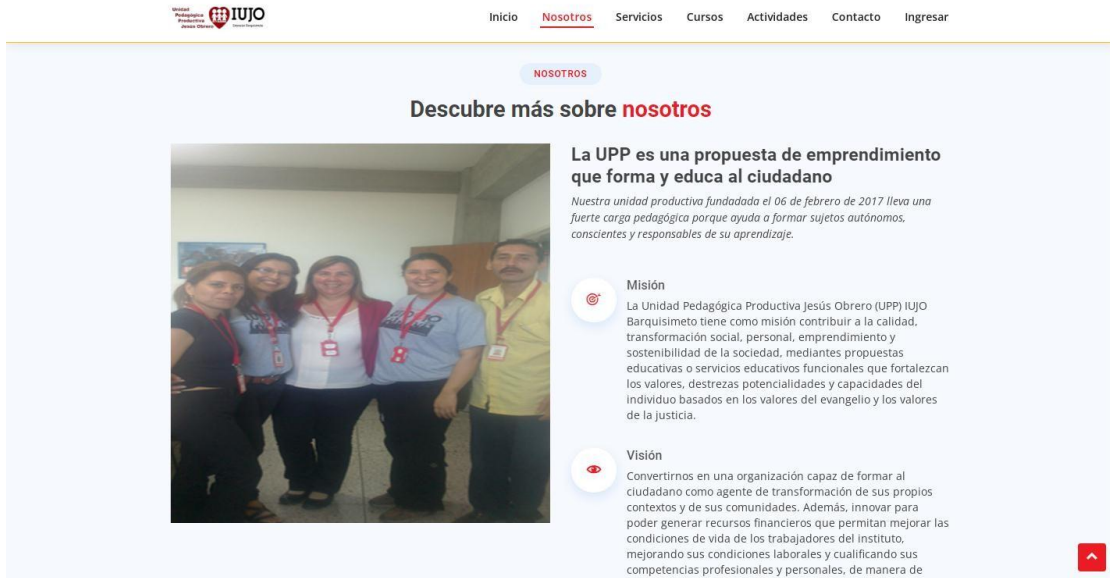 Unidad
Pedagógica
Productiva
Jesús Obrero
IUJO
Inicio
Nosotros
Servicios
Cursos
Actividades
Contacto
Ingresar
NOSOTROS
Descubre más sobre nosotros
La UPP es una propuesta de emprendimiento
que forma y educa al ciudadano
Nuestra unidad productiva fundadada el 06 de febrero de 2017 lleva una
fuerte carga pedagógica porque ayuda a formar sujetos autónomos,
conscientes y responsables de su aprendizaje.
Misión
La Unidad Pedagógica Productiva Jesús Obrero (UPP) IUJO
Barquisimeto tiene como misión contribuir a la calidad,
transformación social, personal, emprendimiento y
sostenibilidad de la sociedad, mediantes propuestas
educativas o servicios educativos funcionales que fortalezcan
los valores, destrezas potencialidades y capacidades del
individuo basados en los valores del evangelio y los valores
de la justicia.
Visión
Convertirnos en una organización capaz de formar al
ciudadano como agente de transformación de sus propios
contextos y de sus comunidades. Además, innovar para
poder generar recursos financieros que permitan mejorar las
condiciones de vida de los trabajadores del instituto,
mejorando sus condiciones laborales y cualificando sus
competencias profesionales y personales, de manera de